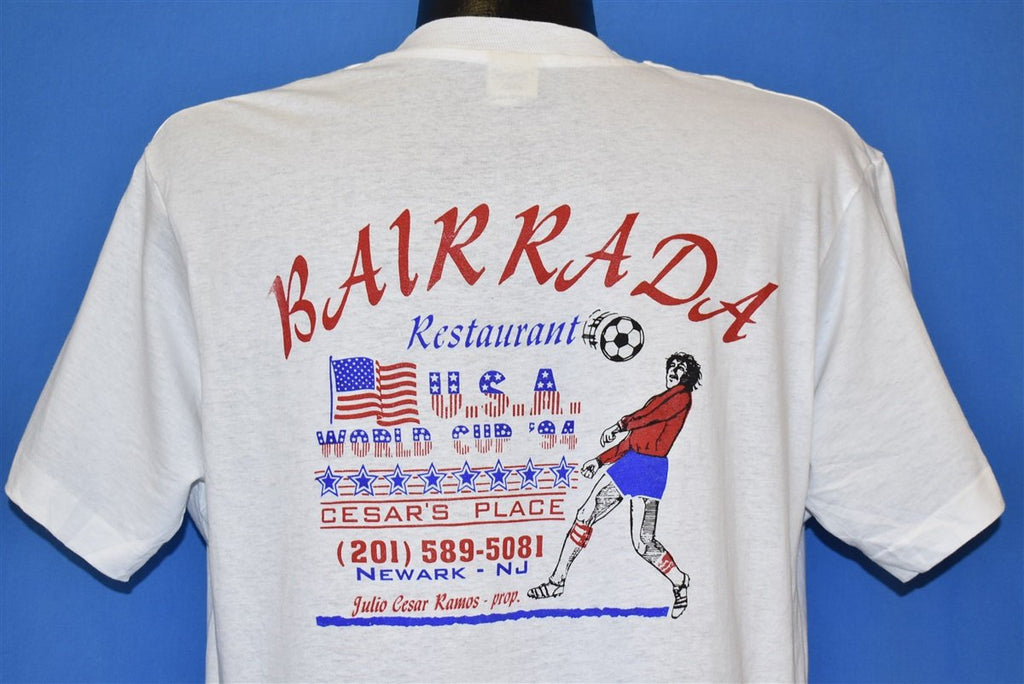 BAIRRADA
Restaurant
U.S.A.
WORLD CUP '94
CESAR'S PLACE
(201) 589-5081
NEWARK - NJ
Julio Cesar Ramos - prop.